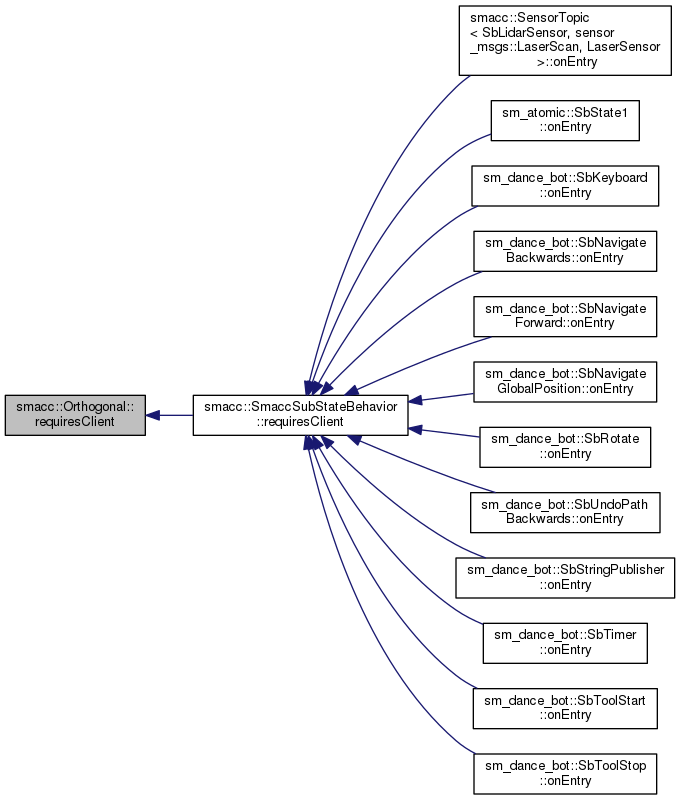 smacc::Orthogonal::
requiresClient
smacc::SmaccSubStateBehavior
::requiresClient
smacc::SensorTopic
< SbLidarSensor, sensor
_msgs::LaserScan, LaserSensor
>::onEntry
sm_atomic::SbState1
::onEntry
sm_dance_bot::SbKeyboard
::onEntry
sm_dance_bot::SbNavigate
Backwards::onEntry
sm_dance_bot::SbNavigate
Forward::onEntry
sm_dance_bot::SbNavigate
GlobalPosition::onEntry
sm_dance_bot::SbRotate
::onEntry
sm_dance_bot::SbUndoPath
Backwards::onEntry
sm_dance_bot::SbStringPublisher
::onEntry
sm_dance_bot::SbTimer
::onEntry
sm_dance_bot::SbToolStart
::onEntry
sm_dance_bot::SbToolStop
::onEntry